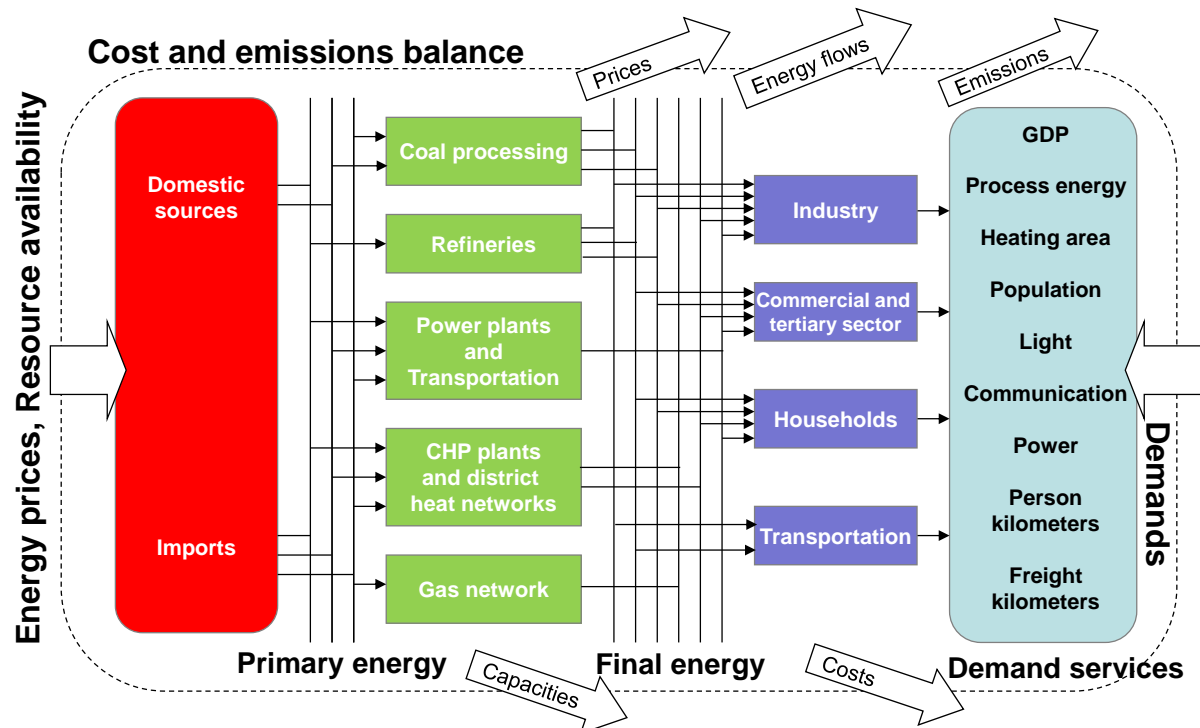 Cost and emissions balance
Prices
Energy flows
Emissions
Energy prices, Resource availability
Domestic
sources
Imports
Coal processing
Refineries
Power plants
and
Transportation
CHP plants
and district
heat networks
Gas network
Industry
Commercial and
tertiary sector
Households
Transportation
GDP
Process energy
Heating area
Population
Light
Communication
Power
Person
kilometers
Freight
kilometers
Demands
Primary energy
Final energy
Demand services
Capacities
Costs